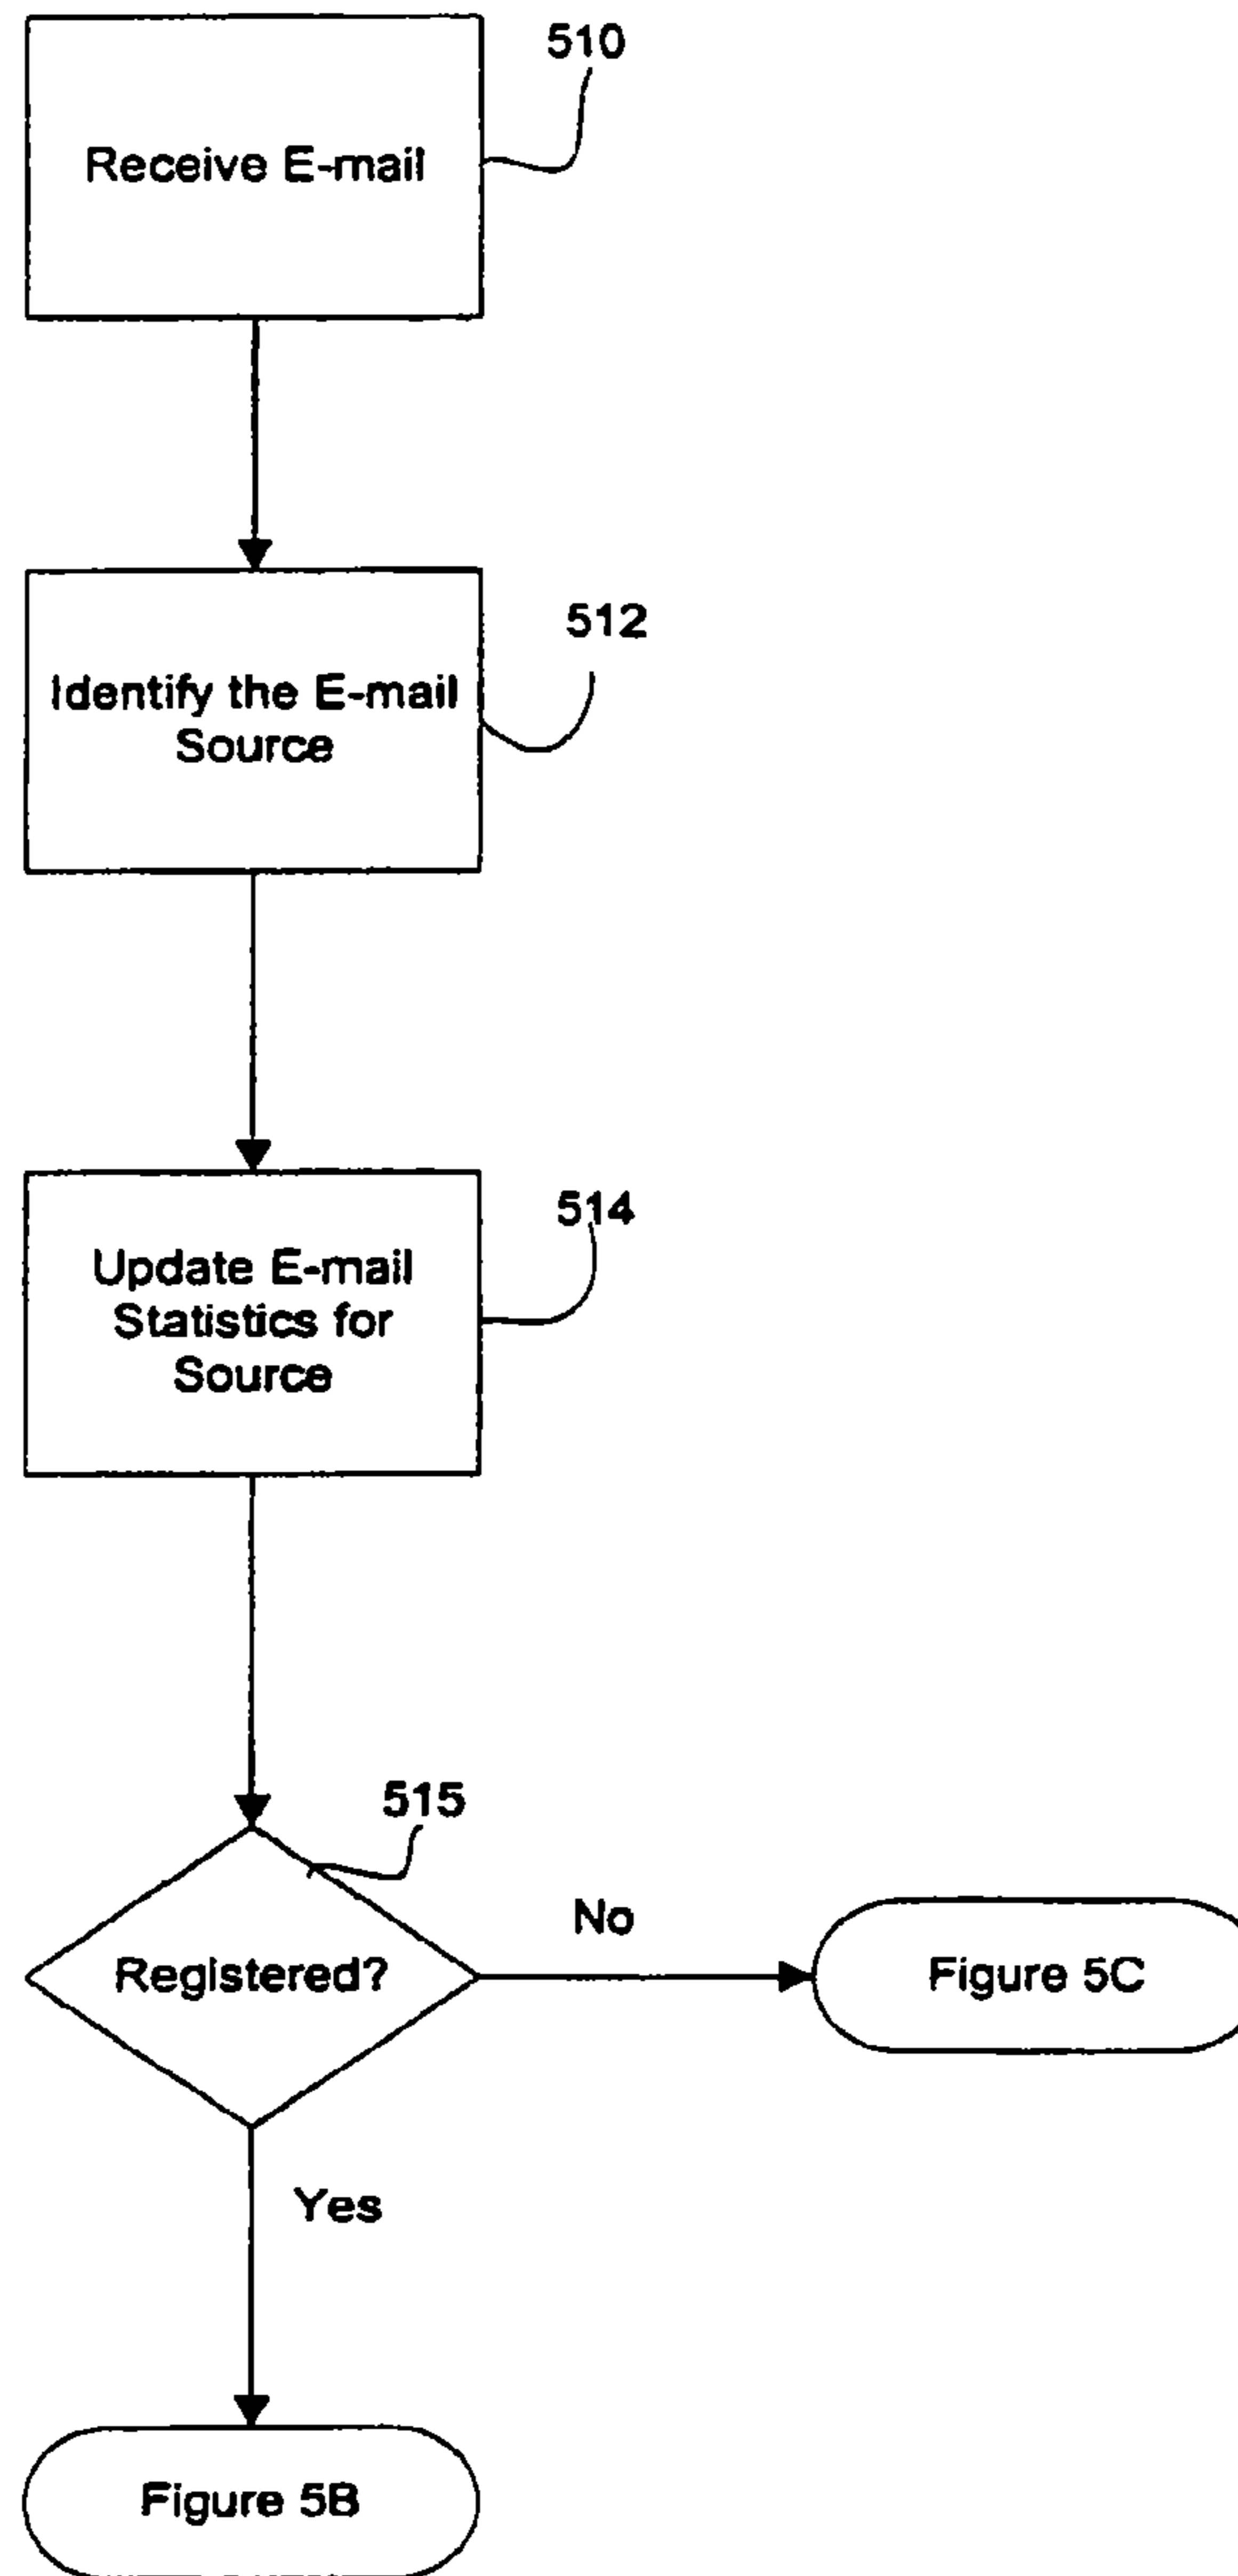 510
Receive E-mail
512
Identify the E-mail
Source
514
Update E-mail
Statistics for
Source
515
Registered?
No
Figure 5C
Yes
Figure 5B